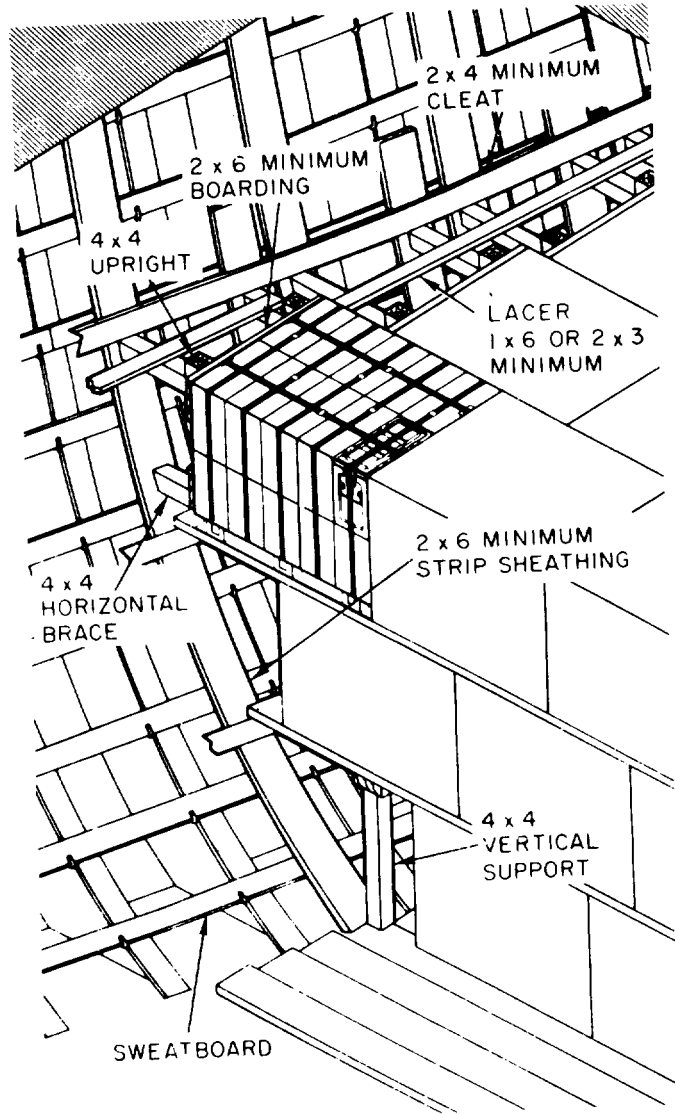 2 x 4 MINIMUM
CLEAT
2 x 6 MINIMUM
BOARDING
4 x 4
UPRIGHT
LACER
1 x 6 OR 2 x 3
MINIMUM
2 x 6 MINIMUM
STRIP SHEATHING
4 x 4
HORIZONTAL
BRACE
4 x 4
VERTICAL
SUPPORT
SWEATBOARD